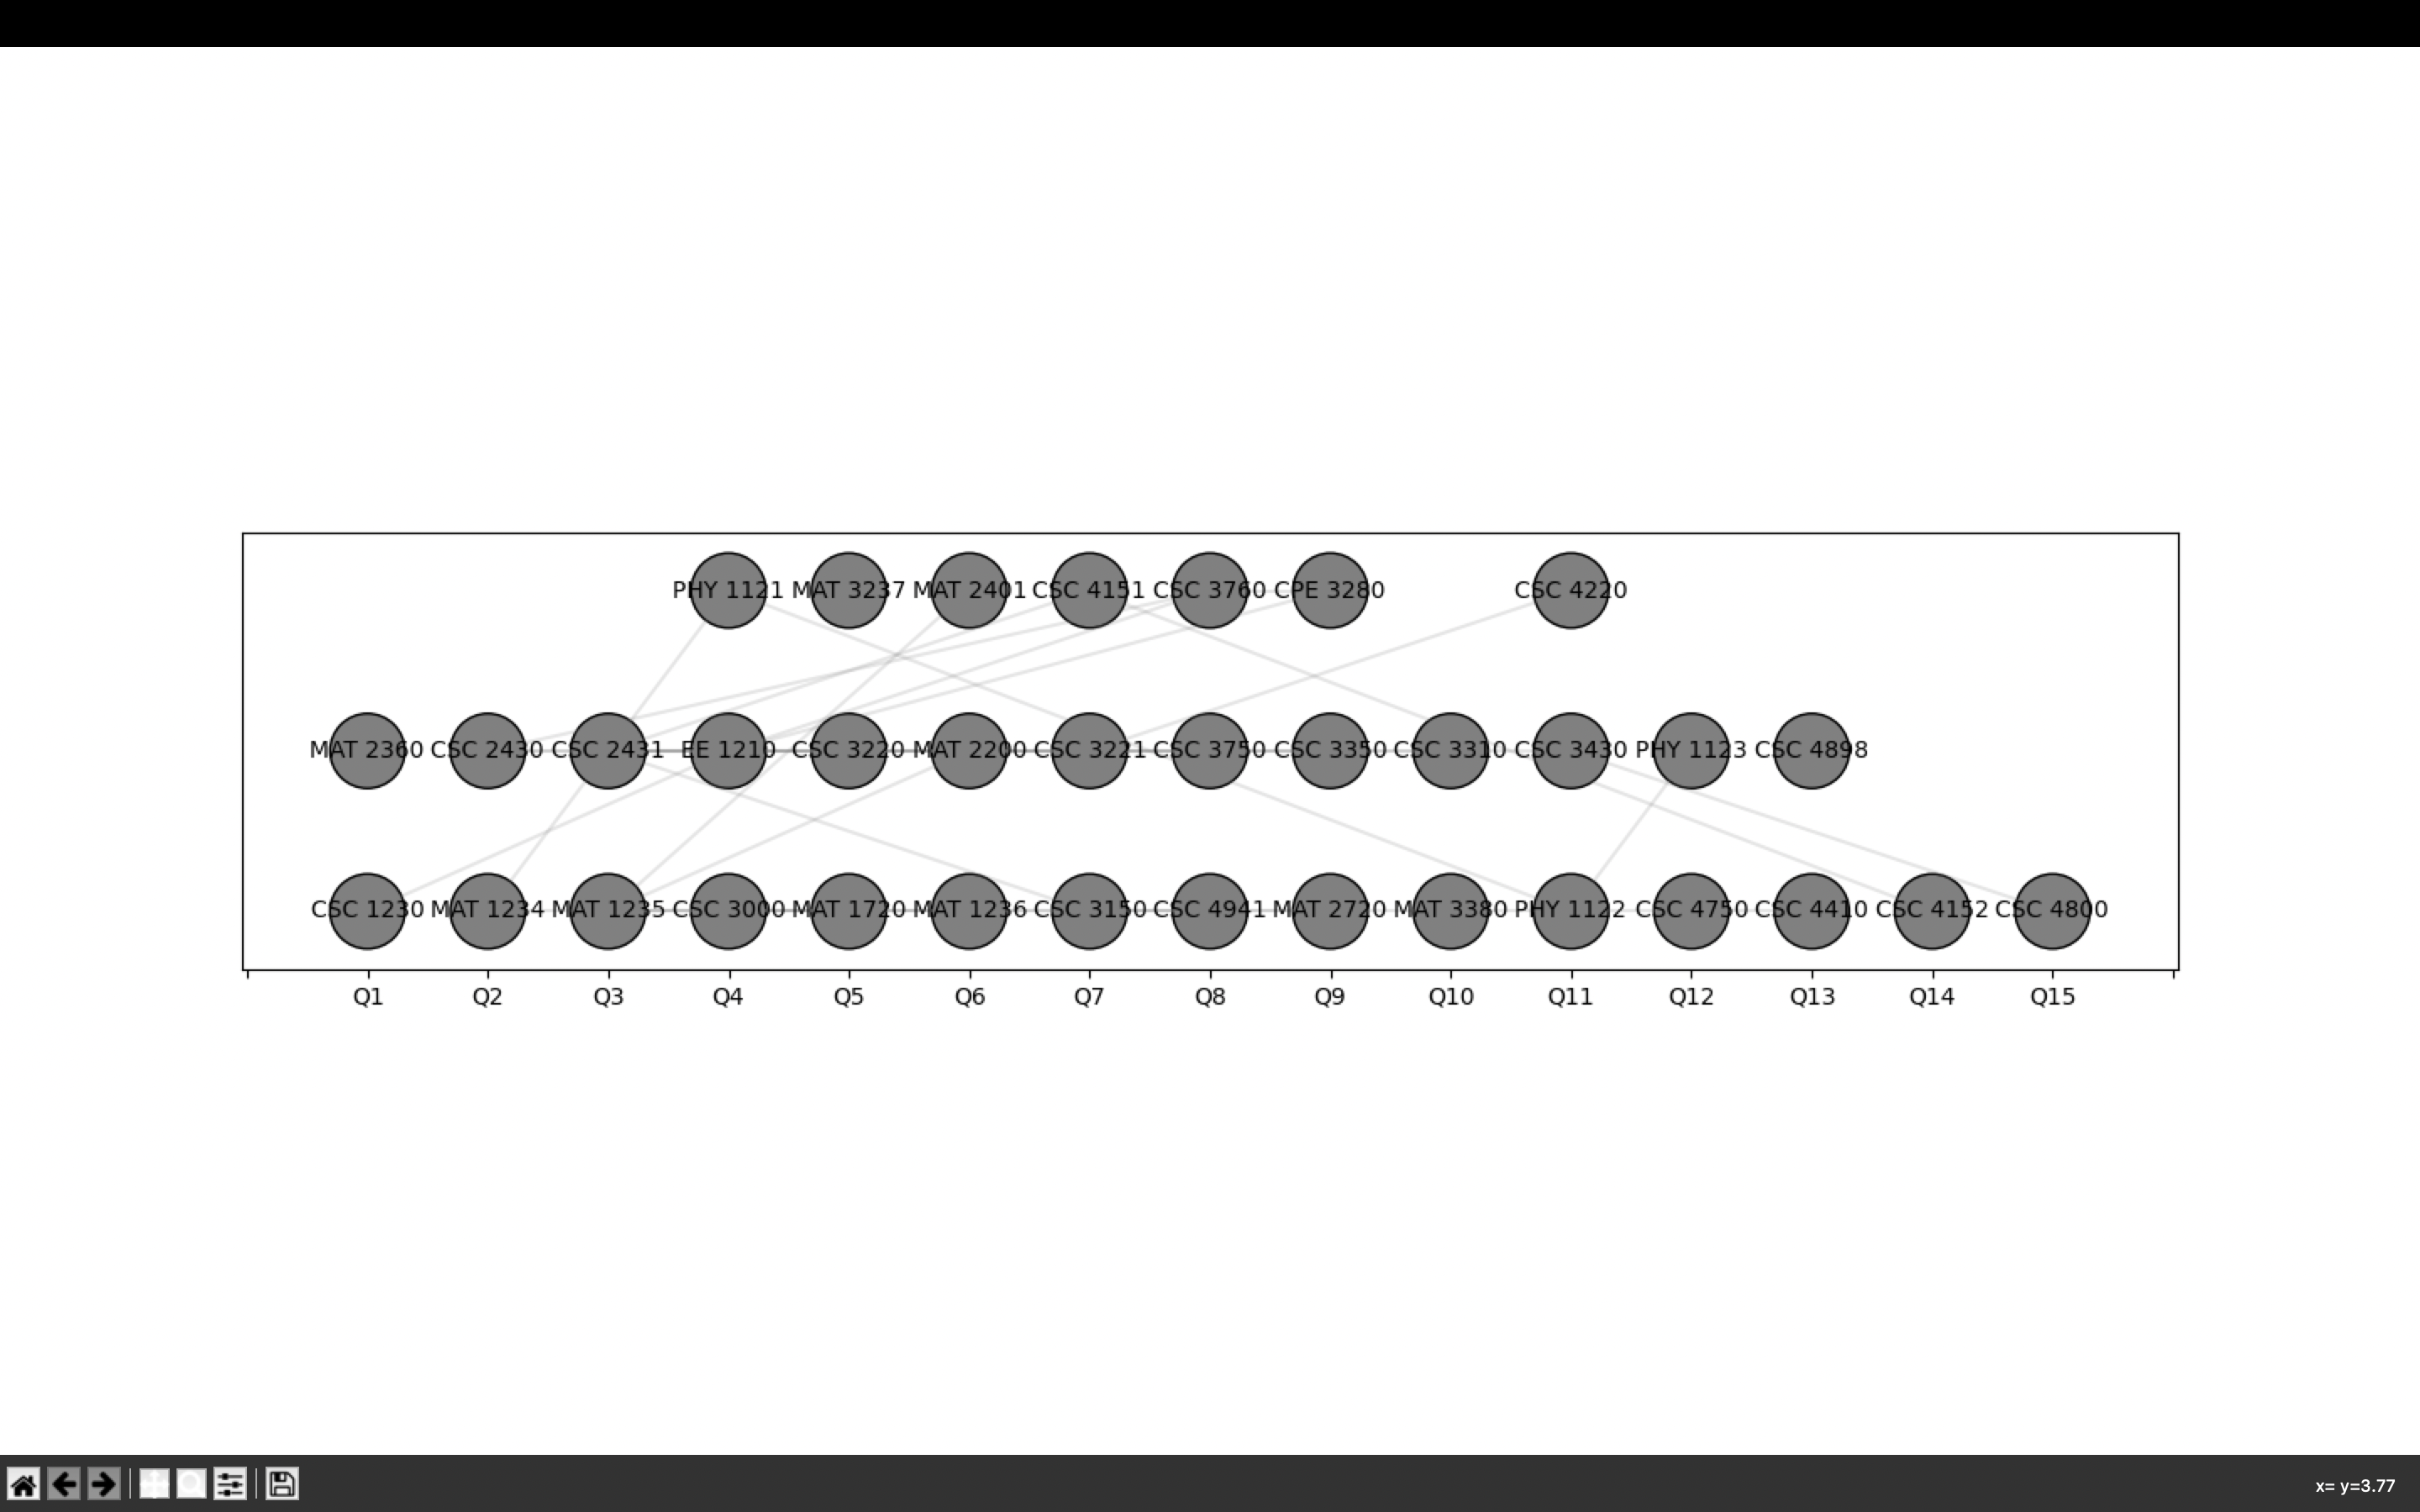 PHY 1121 MAT 3237 MAT 2401 CSC 4151 CSC 3760 CPE 3280 CSC 4220
MAT 2360 CSC 2430 CSC 2431 EE 1210 CSC 3220 MAT 2200 CSC 3221 CSC 3750 CSC 3350 CSC 3310 CSC 3430 PHY 1123 CSC 4898
CSC 1230 MAT 1234 MAT 1235 CSC 3000 MAT 1720 MAT 1236 CSC 3150 CSC 4941 MAT 2720 MAT 3380 PHY 1122 CSC 4750 CSC 4410 CSC 4152 CSC 4800
Q1 Q2 Q3 Q4 Q5 Q6 Q7 Q8 Q9 Q10 Q11 Q12 Q13 Q14 Q15
x= y=3.77